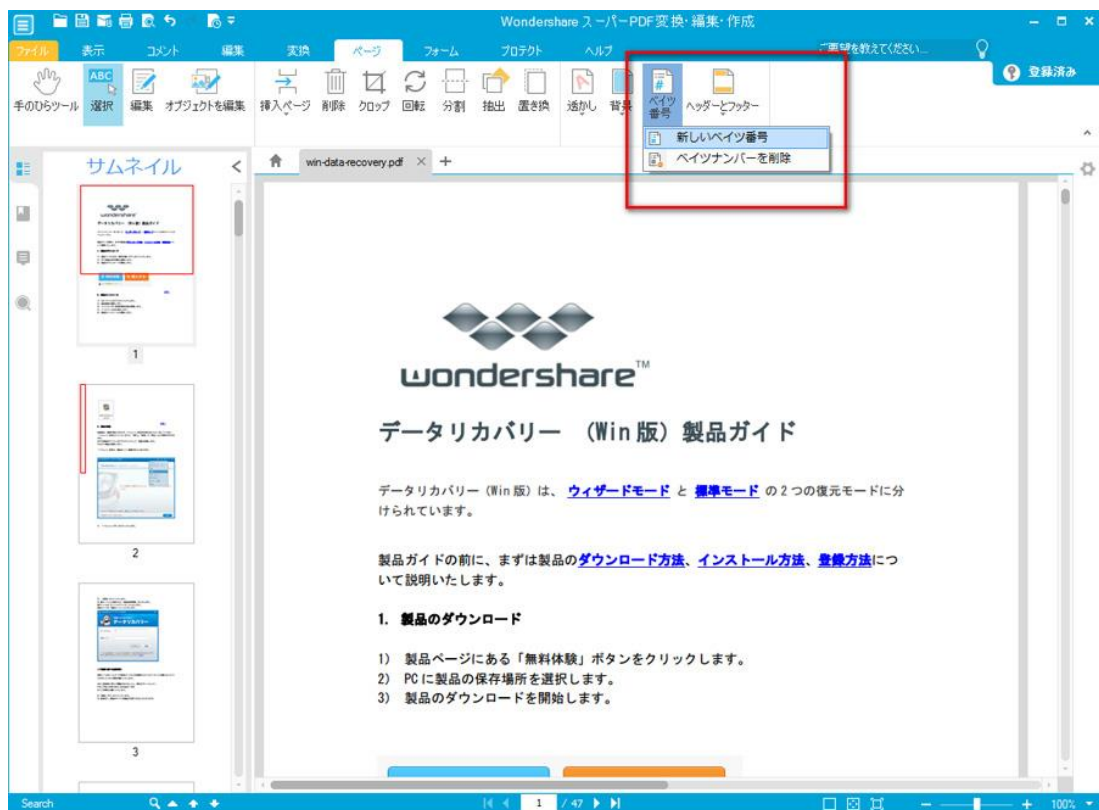 Wondershare スーパーPDF変換・編集・作成
ファイル 表示 コメント 編集 変換 ページ フォーム プロテクト ヘルプ ご要望を教えてください...
登録済み
手のひらツール 選択 編集 オブジェクトを編集 挿入ページ 削除 クロップ 回転 分割 抽出 置き換 透かし 背景 ベイツ番号 ヘッダーとフッター
ABC
新しいベイツ番号
ベイツナンバーを削除
サムネイル
win-data-recovery.pdf
1
2
3
wondershare™
データリカバリー （Win版）製品ガイド
データリカバリー（Win版）は、 ウィザードモード と 標準モード の２つの復元モードに分
けられています。
製品ガイドの前に、まずは製品のダウンロード方法、インストール方法、登録方法につ
いて説明いたします。
1. 製品のダウンロード
1) 製品ページにある「無料体験」ボタンをクリックします。
2) PCに製品の保存場所を選択します。
3) 製品のダウンロードを開始します。
Search 1 / 47 100%